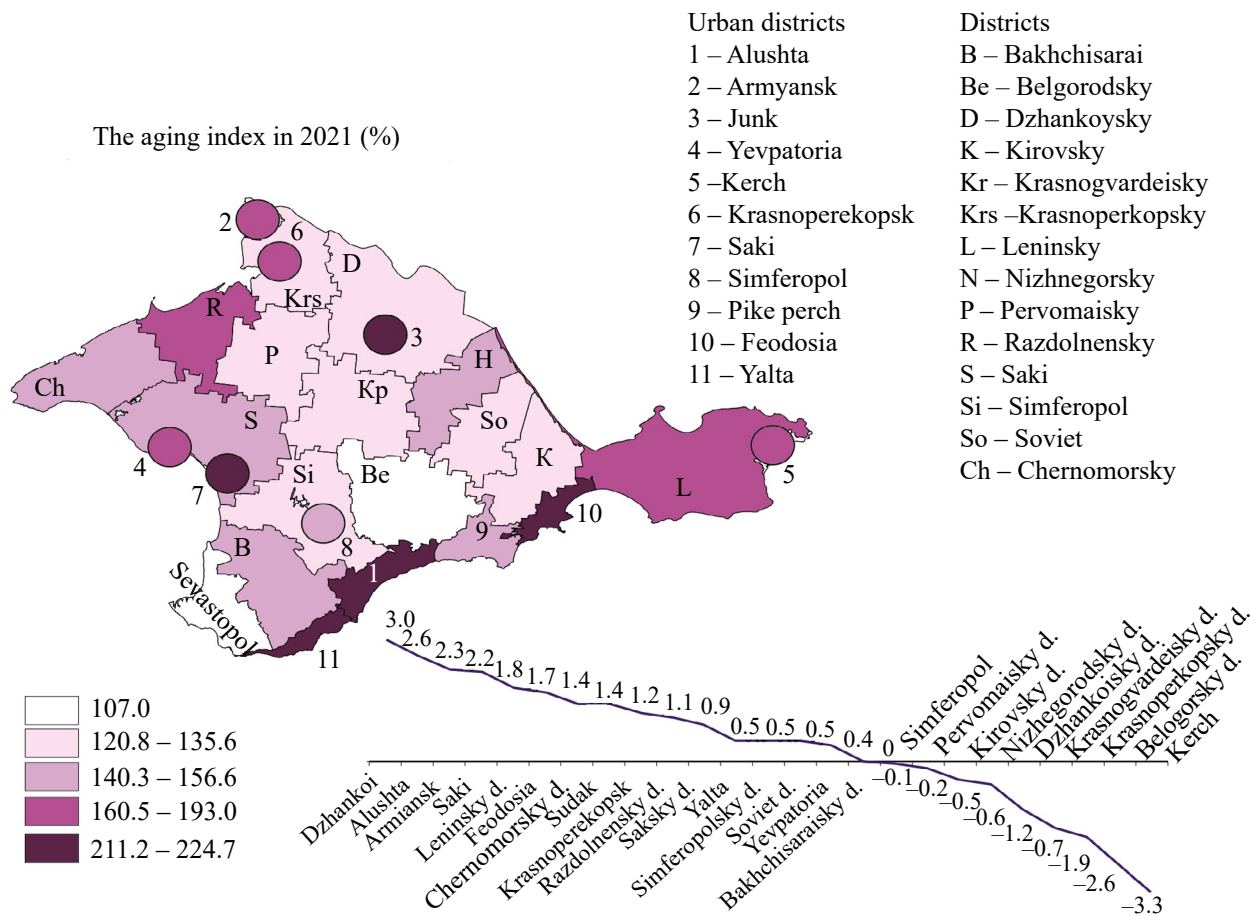 The aging index in 2021 (%)
Urban districts
1 – Alushta
2 – Armyansk
3 – Junk
4 – Yevpatoria
5 –Kerch
6 – Krasnoperekopsk
7 – Saki
8 – Simferopol
9 – Pike perch
10 – Feodosia
11 – Yalta
Districts
B – Bakhchisarai
Be – Belgorodsky
D – Dzhankoysky
K – Kirovsky
Kr – Krasnogvardeisky
Krs –Krasnoperkopsky
L – Leninsky
N – Nizhnegorsky
P – Pervomaisky
R – Razdolnensky
S – Saki
Si – Simferopol
So – Soviet
Ch – Chernomorsky
2
6
D
Krs
R
3
P
H
Ch
Кр
S
So
4
K
Si
Be
7
L
5
10
9
8
B
1
Sevastopol
11
107.0
120.8 – 135.6
140.3 – 156.6
160.5 – 193.0
211.2 – 224.7
3.0
2.6
2.3
2.2
1.8
1.7
1.4
1.4
1.2
1.1
0.9
0.5
0.5
0.5
0.4
0
–0.1
–0.2
–0.5
–0.6
–1.2
–0.7
–1.9
–2.6
–3.3
Dzhankoi
Alushta
Armiansk
Saki
Leninsky d.
Feodosia
Chernomorsky d.
Sudak
Krasnoperekopsk
Razdolnensky d.
Saksky d.
Yalta
Simferopolsky d.
Soviet d.
Yevpatoria
Bakhchisaraisky d.
Simferopol
Pervomaisky d.
Kirovsky d.
Nizhegorodsky d.
Dzhankoisky d.
Krasnogvardeisky d.
Krasnoperkopsky d.
Belogorsky d.
Kerch